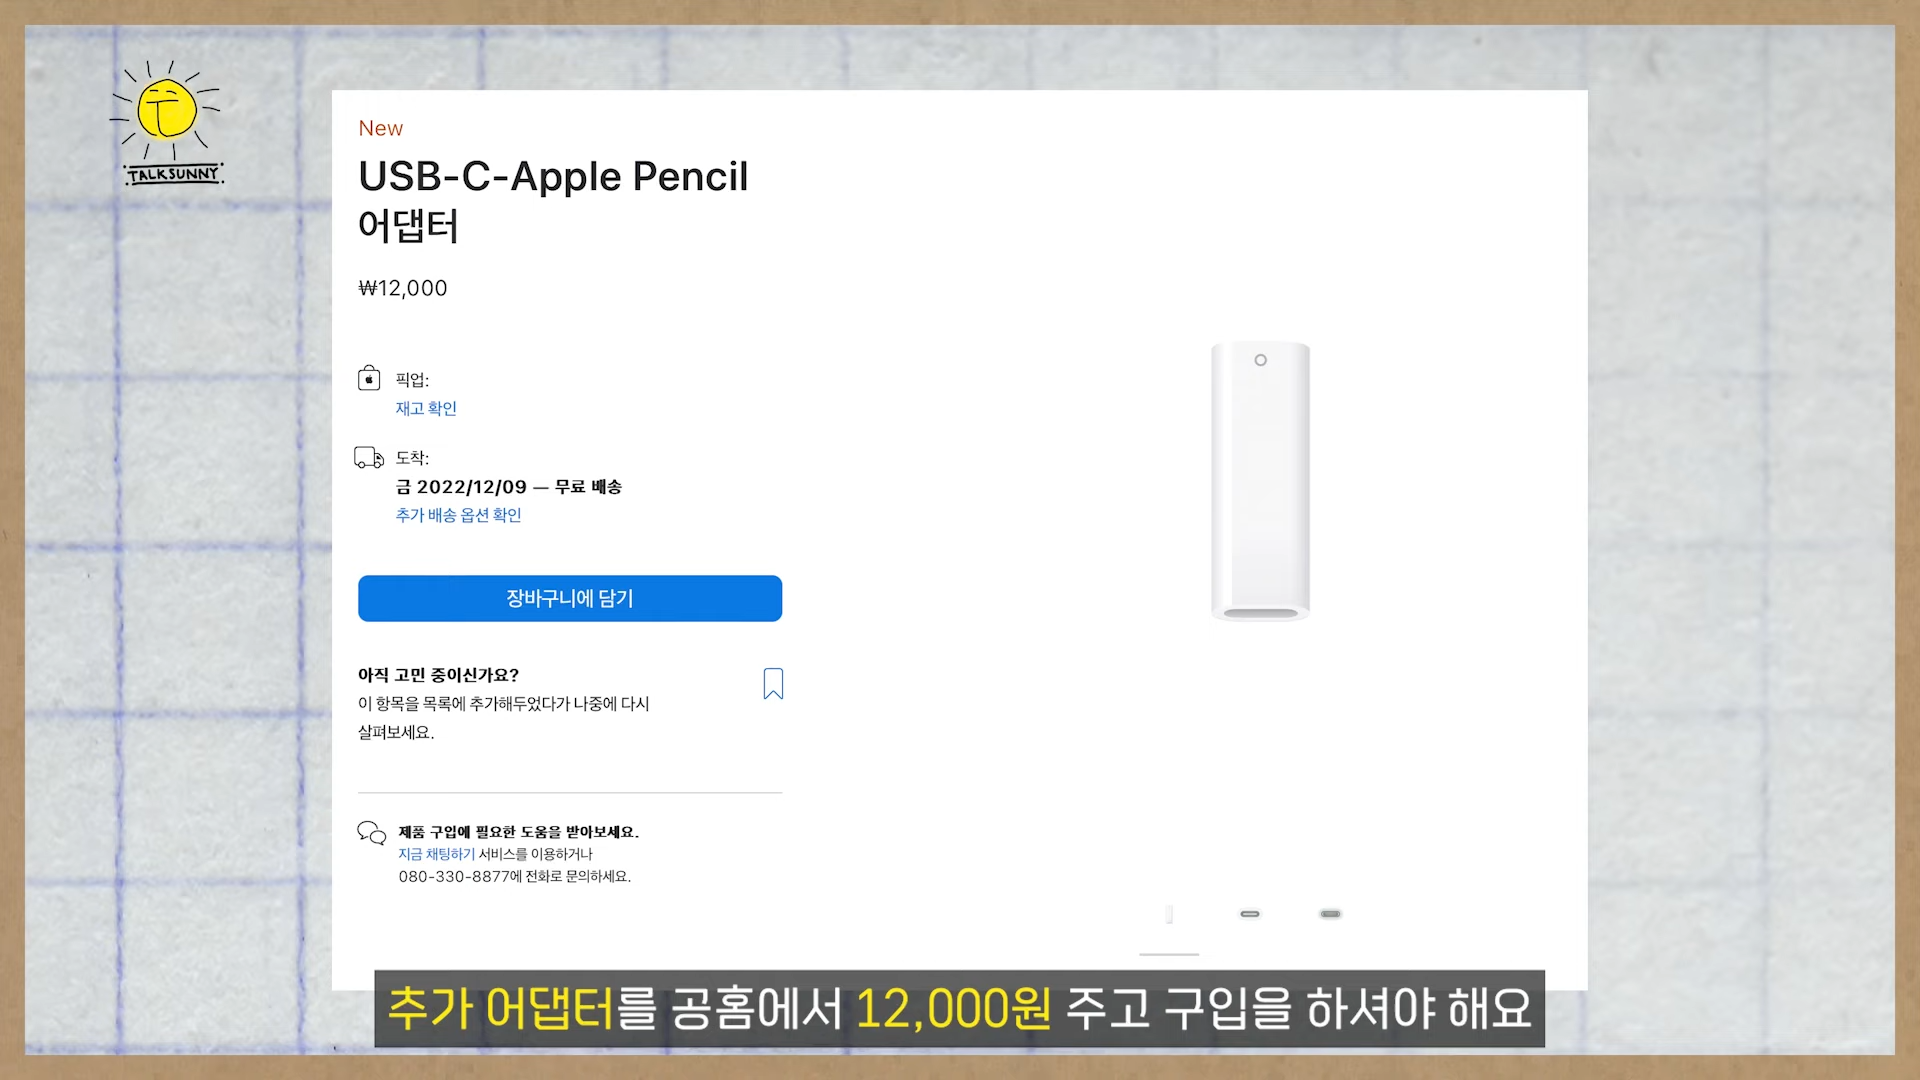 TALKSUNNY
New
USB-C-Apple Pencil
어댑터
₩12,000
픽업:
재고 확인
도착:
금 2022/12/09 — 무료 배송
추가 배송 옵션 확인
장바구니에 담기
아직 고민 중이신가요?
이 항목을 목록에 추가해두었다가 나중에 다시
살펴보세요.
제품 구입에 필요한 도움을 받아보세요.
지금 채팅하기 서비스를 이용하거나
080-330-8877에 전화로 문의하세요.
추가 어댑터를 공홈에서 12,000원 주고 구입을 하셔야 해요